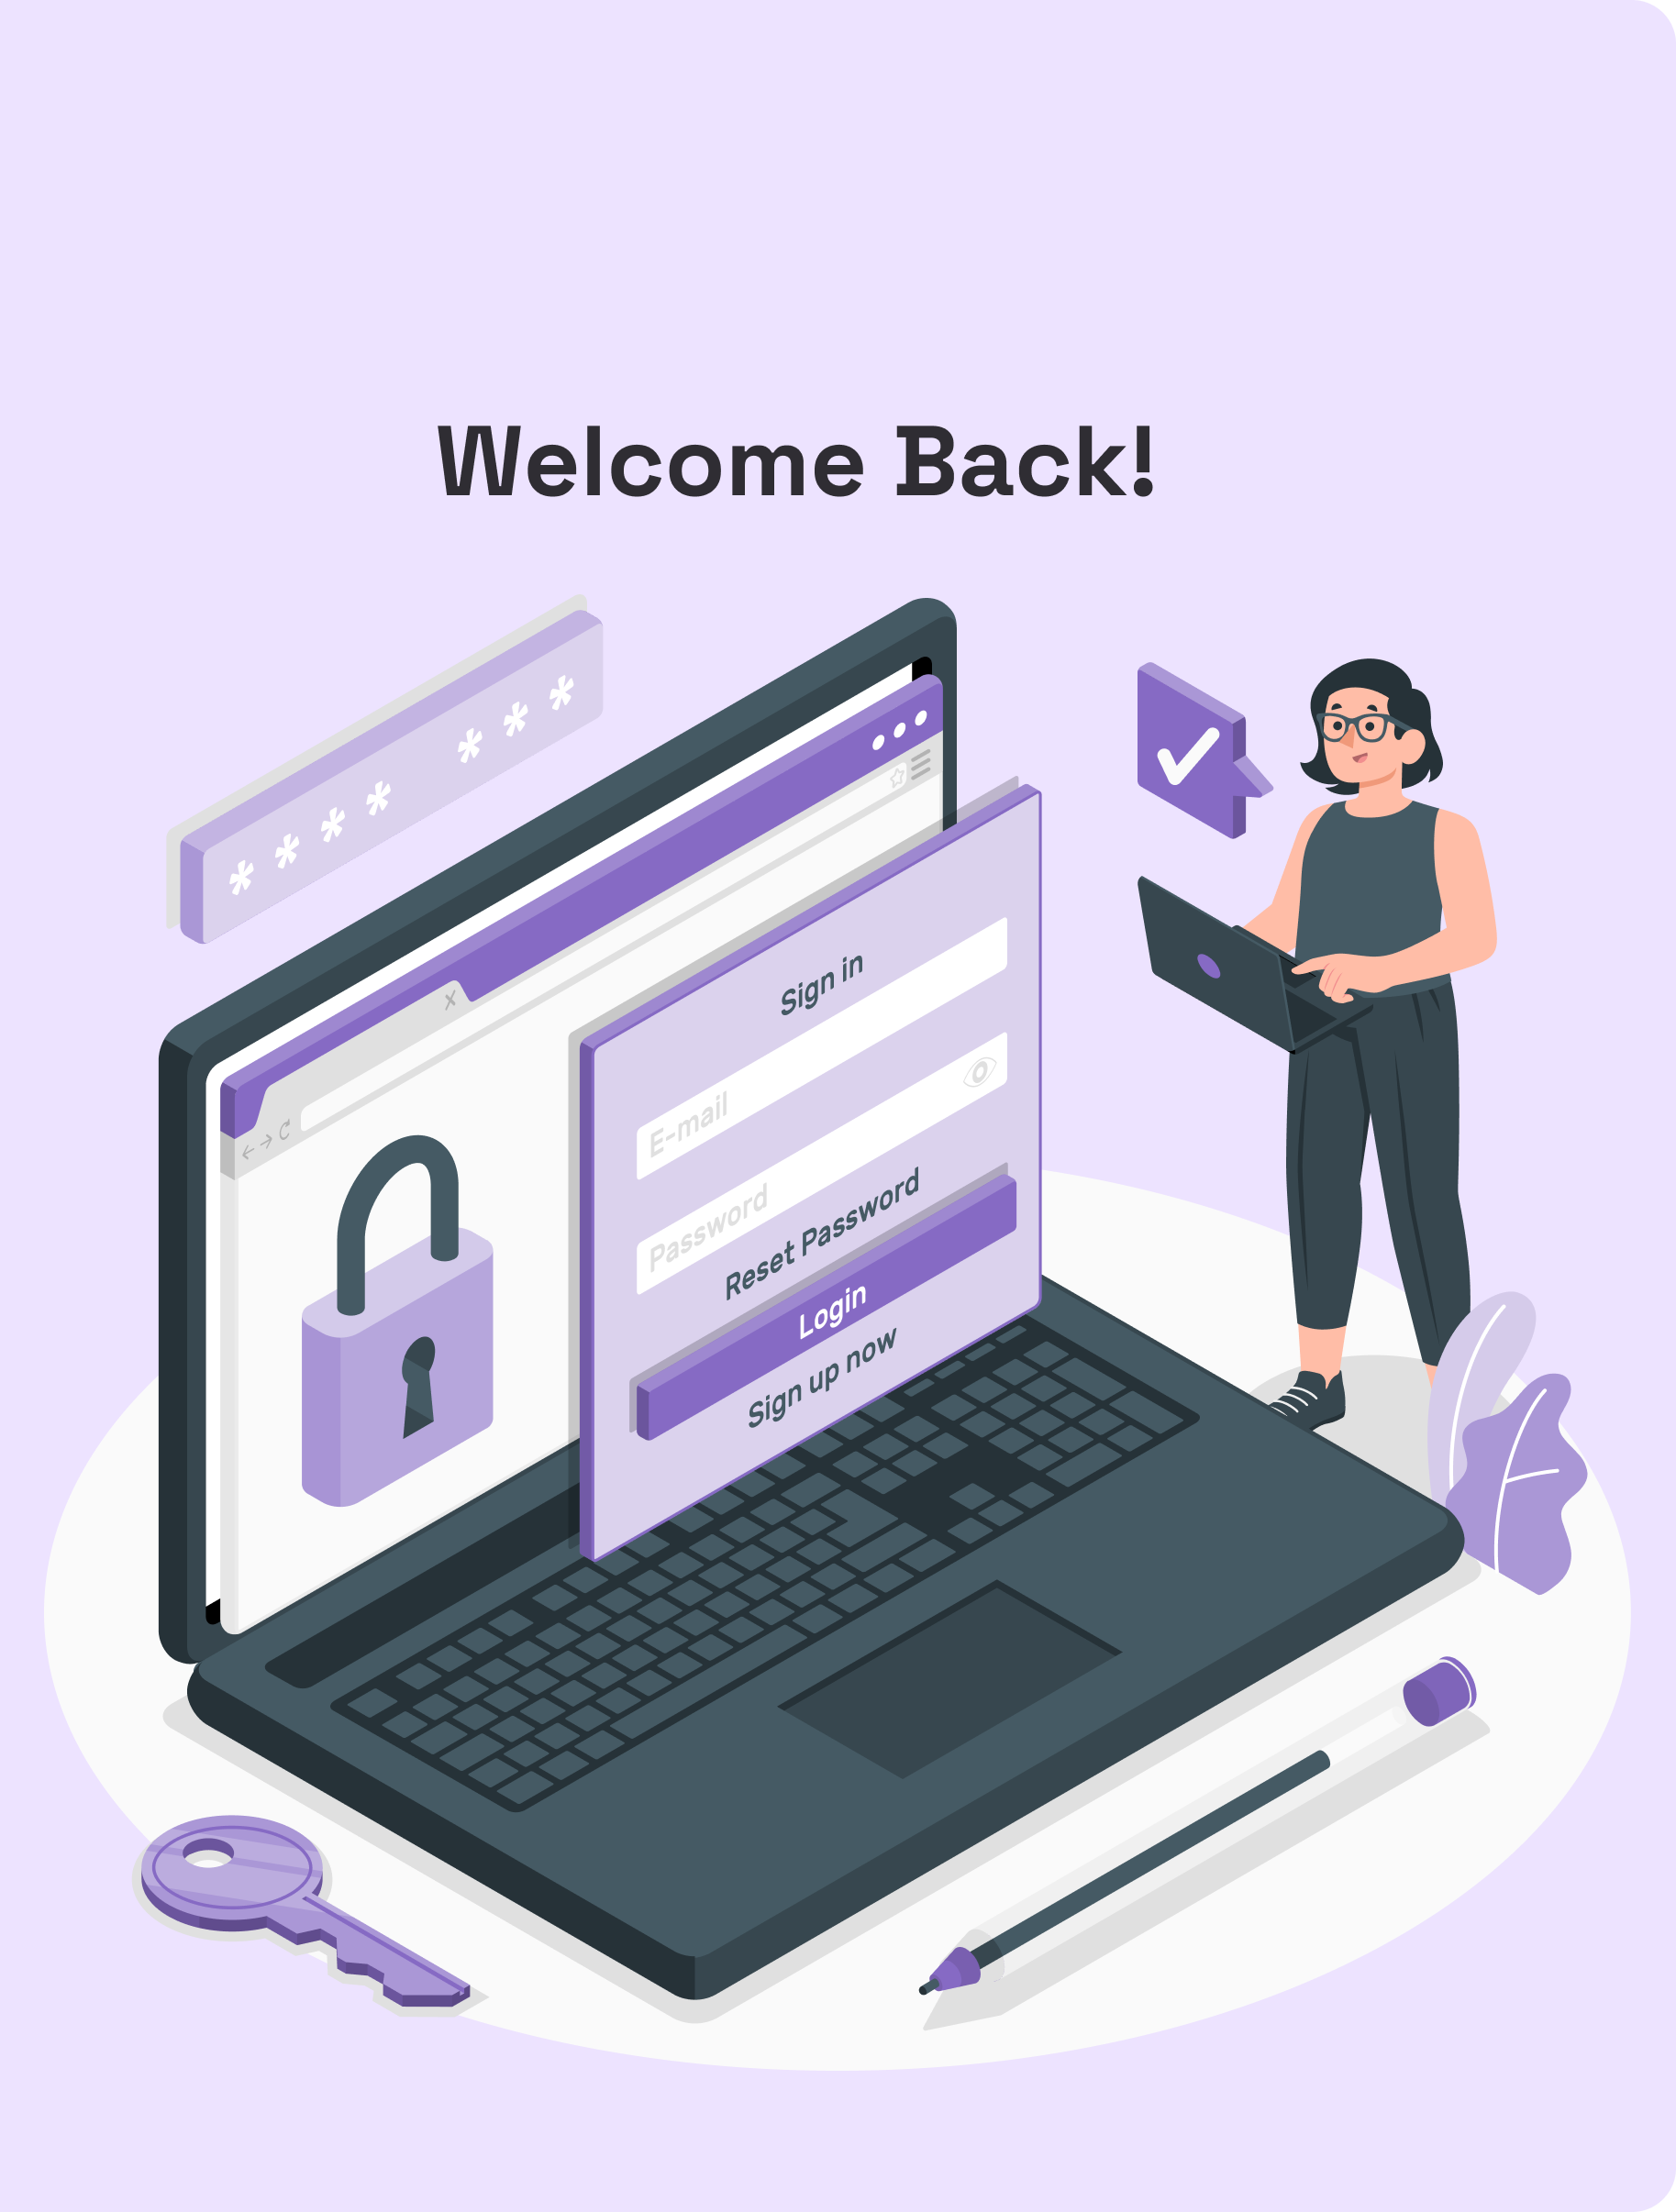 Welcome Back!
*** ****
Sign in
E-mail
Password
Reset Password
Login
Sign up now